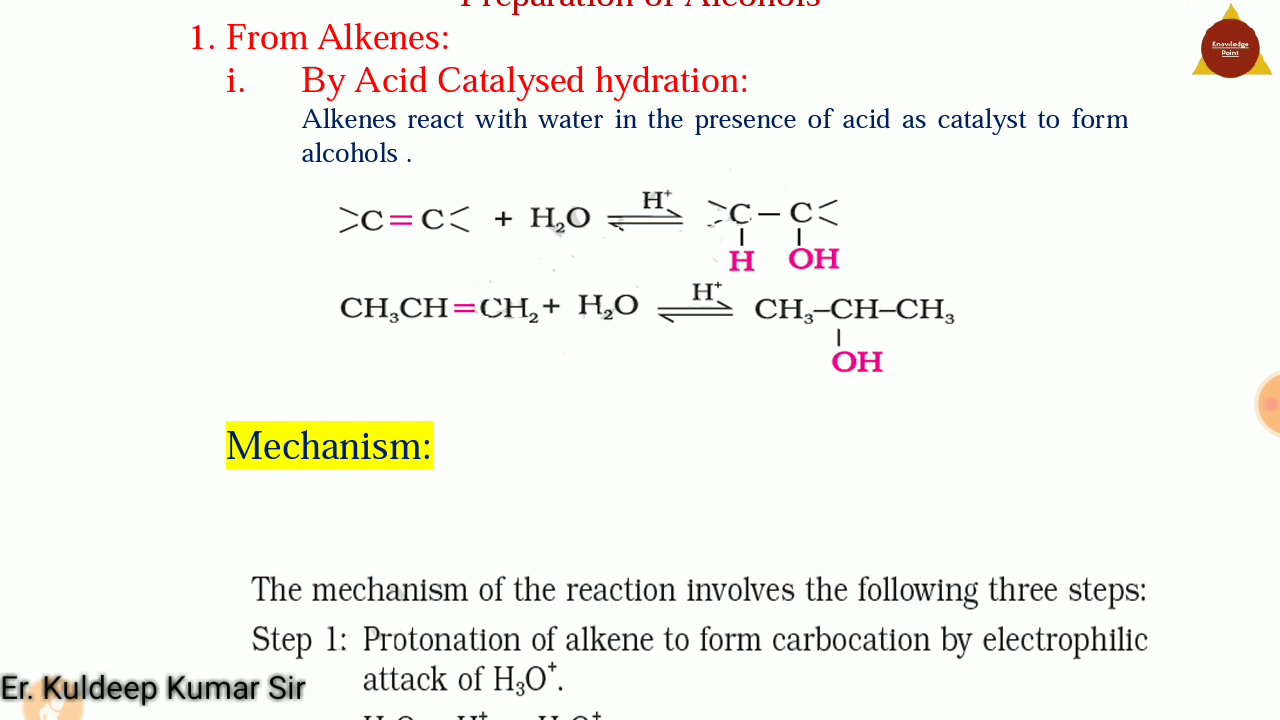 Preparation of Alcohols
Knowledge
Point
1. From Alkenes:
i. By Acid Catalysed hydration:
Alkenes react with water in the presence of acid as catalyst to form
alcohols .
>C=C< + H₂O ⇌ H⁺ >C – C<
H OH
CH₃CH=CH₂+ H₂O ⇌ H⁺ CH₃–CH–CH₃
OH
Mechanism:
The mechanism of the reaction involves the following three steps:
Step 1: Protonation of alkene to form carbocation by electrophilic
attack of H₃O⁺.
Er. Kuldeep Kumar Sir